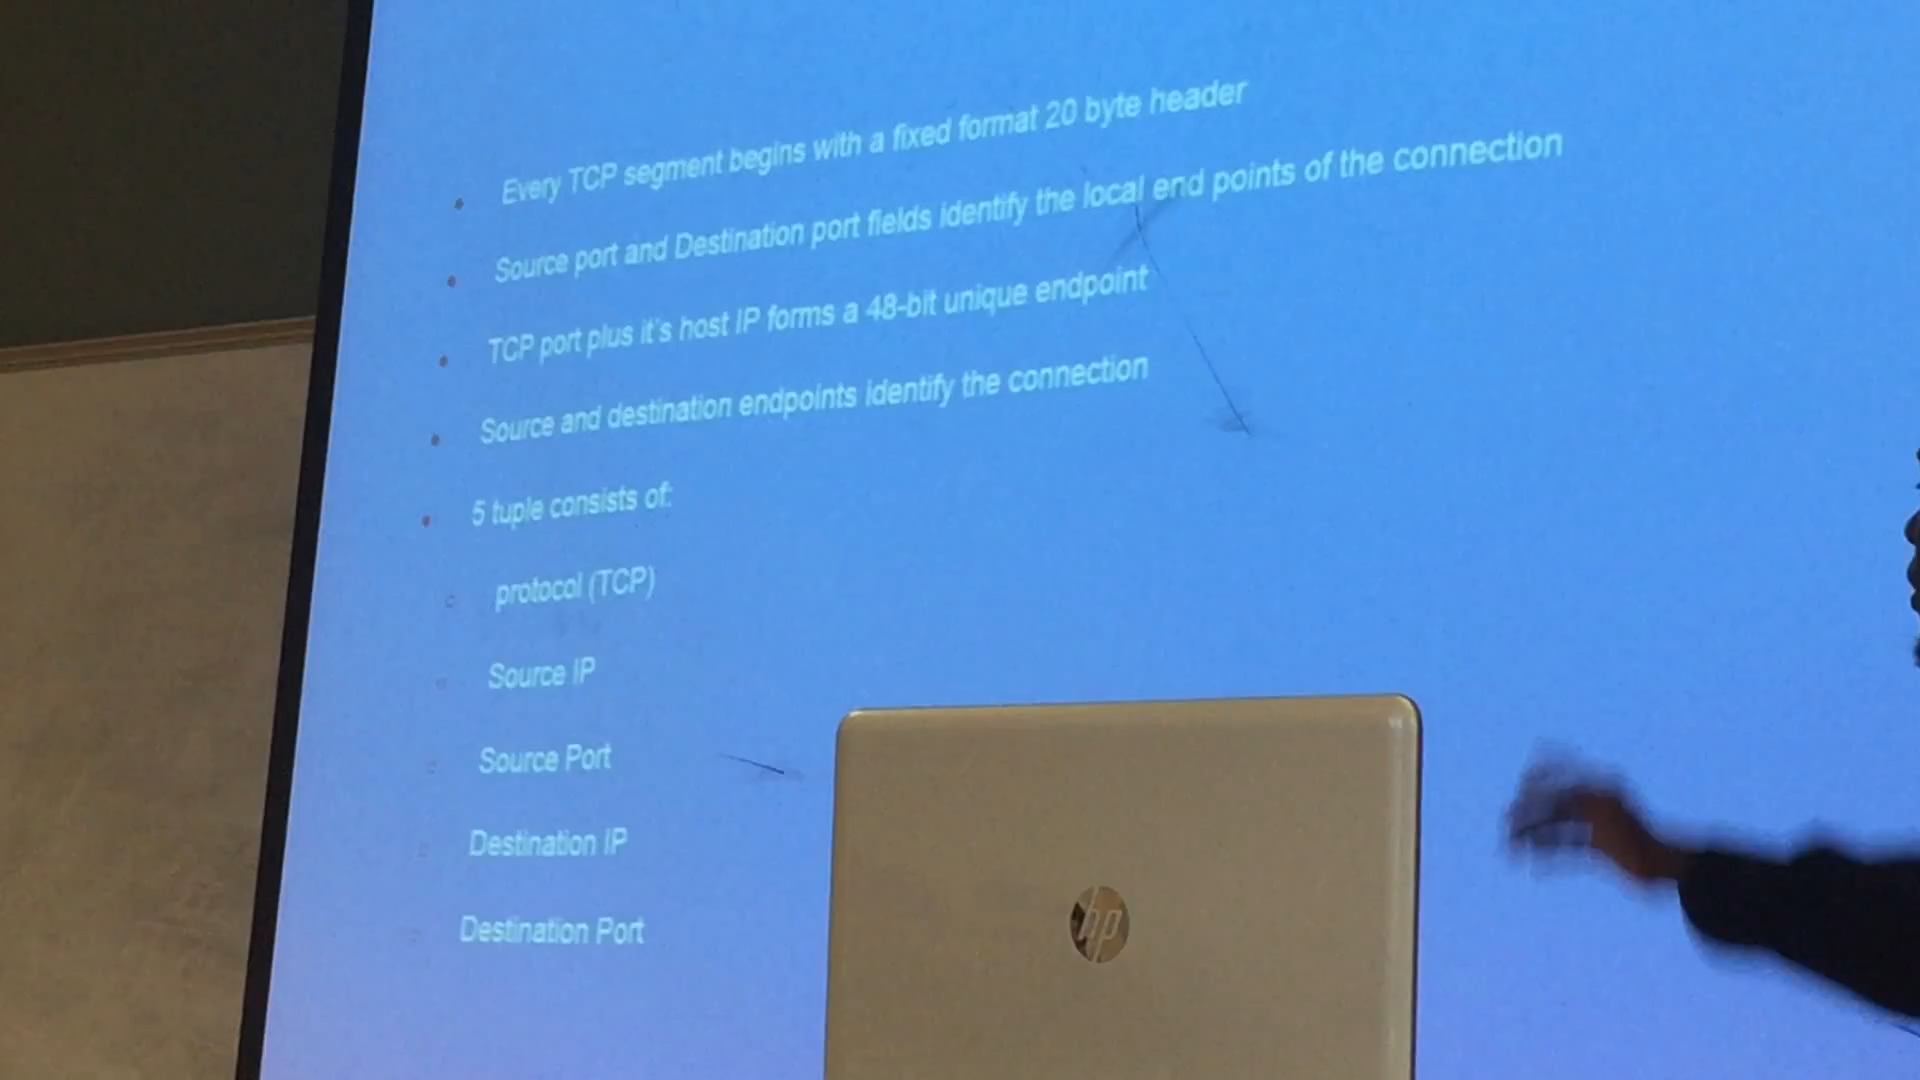 Every TCP segment begins with a fixed format 20 byte header
Source port and Destination port fields identify the local end points of the connection
TCP port plus it's host IP forms a 48-bit unique endpoint
Source and destination endpoints identify the connection
5 tuple consists of:
protocol (TCP)
Source IP
Source Port
Destination IP
Destination Port
hp